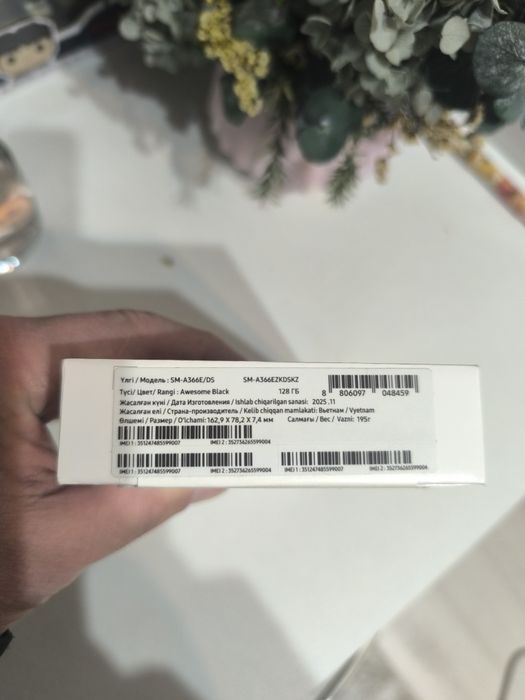 Үлгі / Модель : SM-A366E/DS SM-A366EZKDSKZ
Түсі/ Цвет/ Rangi : Awesome Black 128 ГБ
8 806097 048459
Жасалған күні / Дата Изготовления / Ishlab chiqarilgan sanasi: 2025 .11
Жасалған елі / Страна-производитель / Kelib chiqqan mamlakati: Вьетнам / Vyetnam
Өлшемі / Размер / O'lchami: 162,9 X 78,2 X 7,4 мм Салмағы / Вес / Vazni: 195г
IMEI 1 : 351247485599007 IMEI 2 : 352736265599004
IMEI 1 : 351247485599007 IMEI 2 : 352736265599004 IMEI 1 : 351247485599007 IMEI 2 : 352736265599004